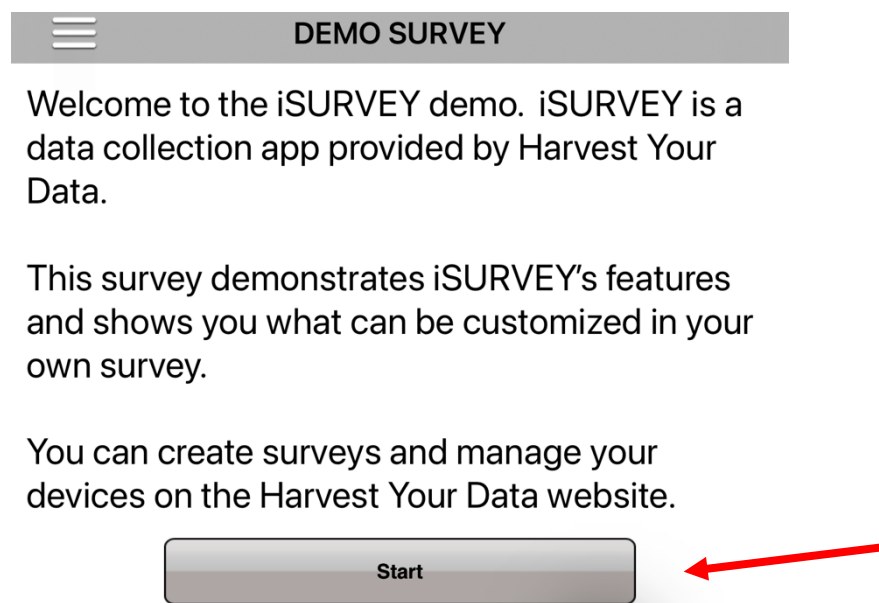 DEMO SURVEY
Welcome to the iSURVEY demo.  iSURVEY is a
data collection app provided by Harvest Your
Data.
This survey demonstrates iSURVEY's features
and shows you what can be customized in your
own survey.
You can create surveys and manage your
devices on the Harvest Your Data website.
Start